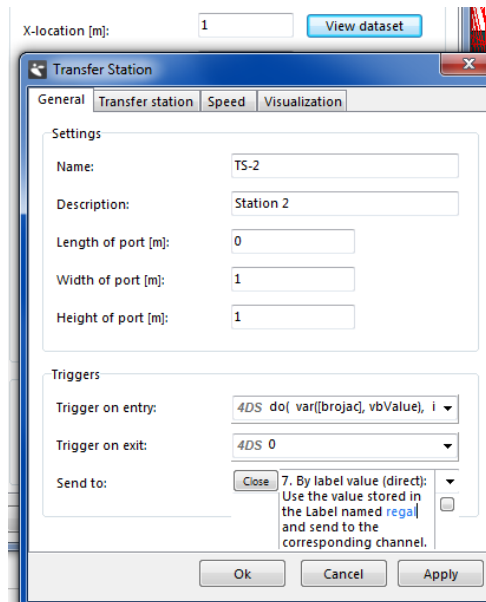 X-location [m]: 1 View dataset
Transfer Station
General Transfer station Speed Visualization
Settings
Name: TS-2
Description: Station 2
Length of port [m]: 0
Width of port [m]: 1
Height of port [m]: 1
Triggers
Trigger on entry: 4DS do( var([brojac], vbValue), i
Trigger on exit: 4DS 0
Send to: Close 7. By label value (direct):
Use the value stored in
the Label named regal
and send to the
corresponding channel.
Ok Cancel Apply